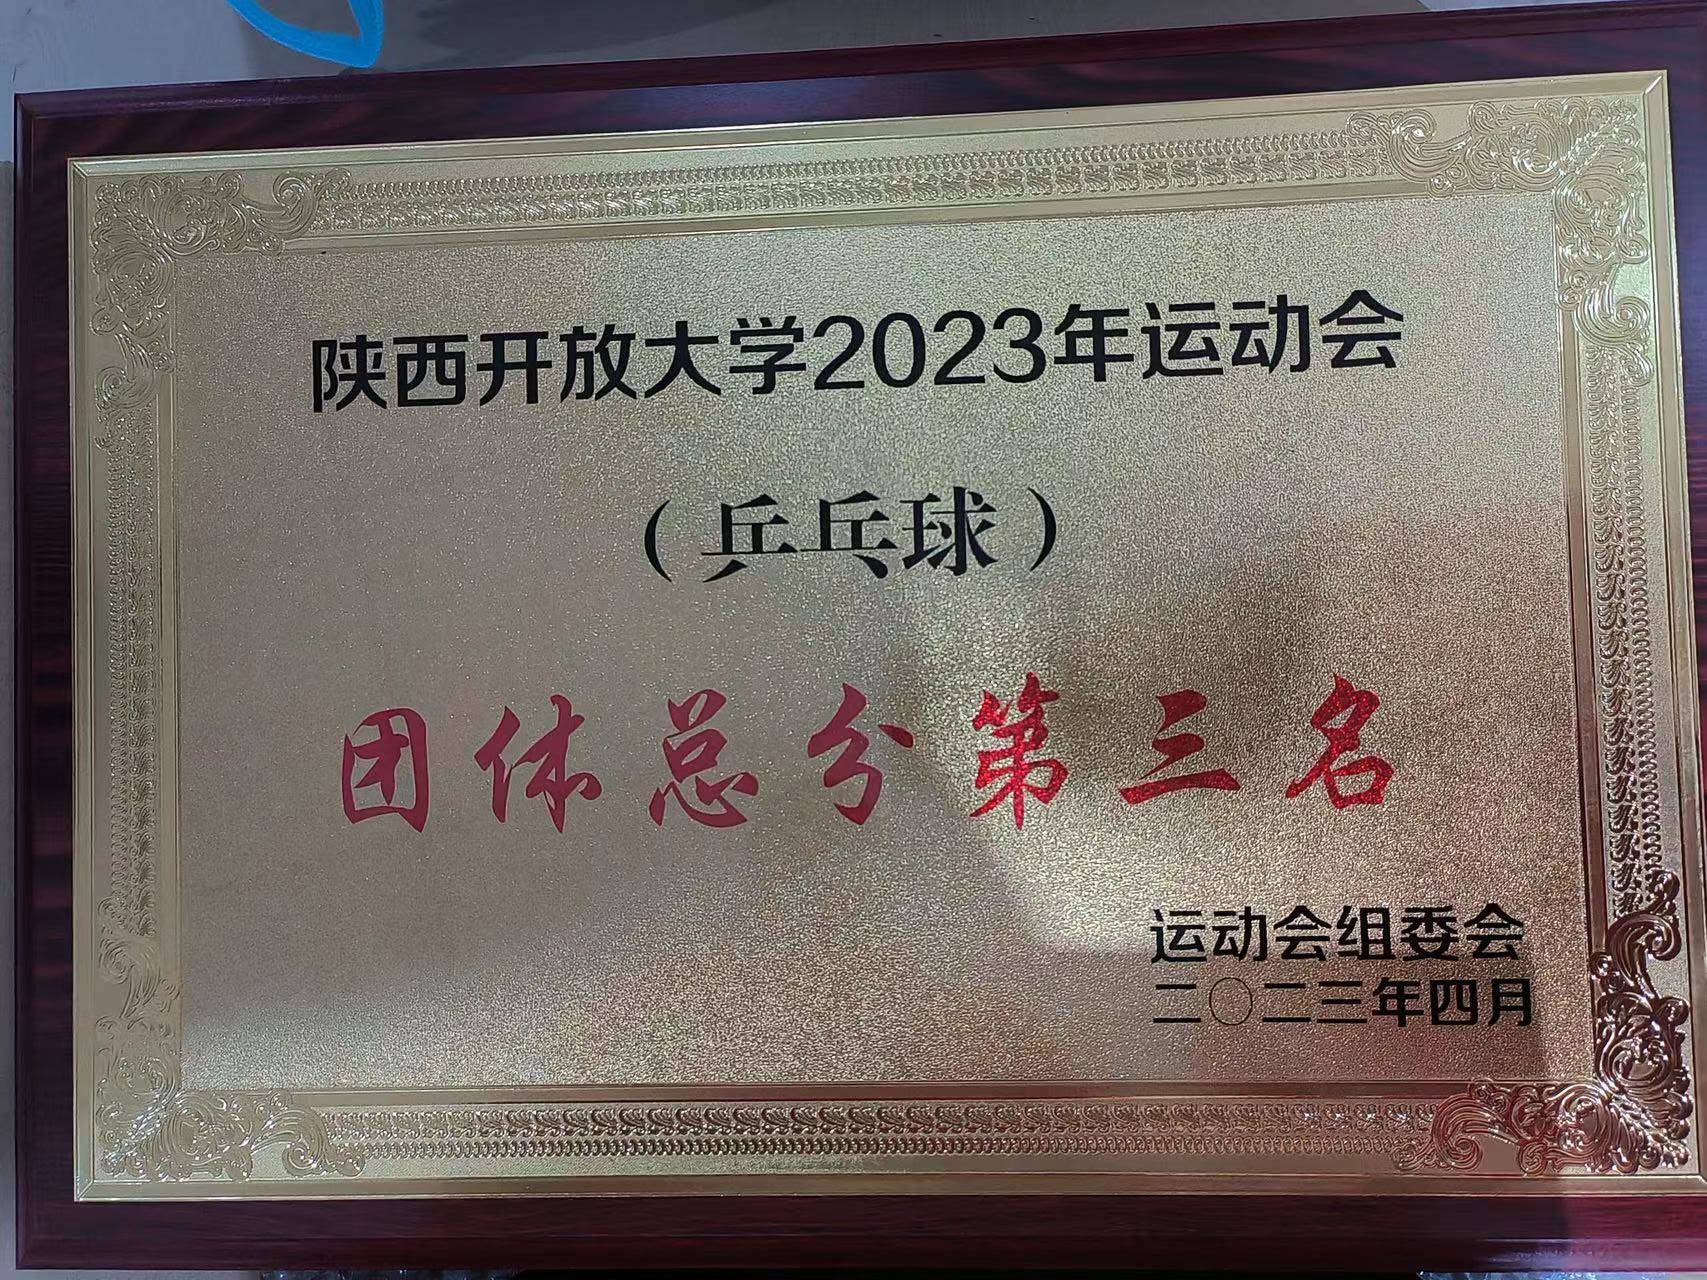 陕西开放大学2023年运动会
（乒乓球）
团体总分第三名
运动会组委会
二〇二三年四月